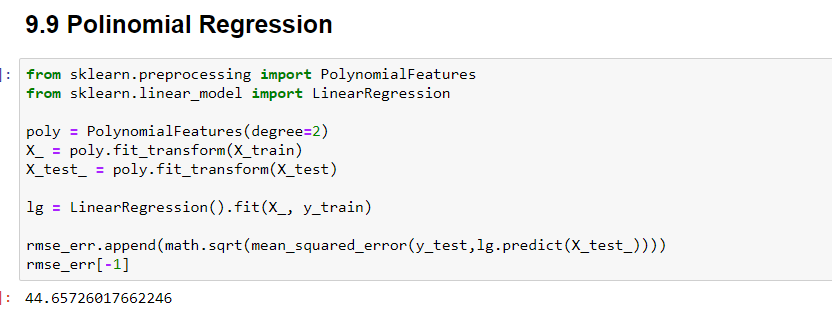 9.9 Polinomial Regression
]:
from sklearn.preprocessing import PolynomialFeatures
from sklearn.linear_model import LinearRegression
poly = PolynomialFeatures(degree=2)
X_ = poly.fit_transform(X_train)
X_test_ = poly.fit_transform(X_test)
lg = LinearRegression().fit(X_, y_train)
rmse_err.append(math.sqrt(mean_squared_error(y_test,lg.predict(X_test_))))
rmse_err[-1]
]: 44.65726017662246